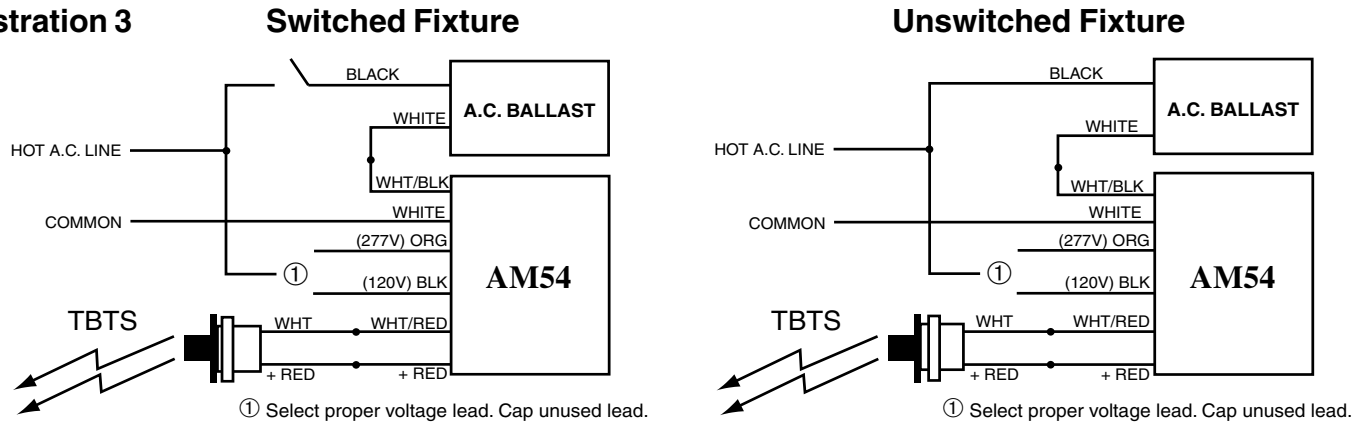 stration 3
Switched Fixture
BLACK
A.C. BALLAST
WHITE
HOT A.C. LINE
WHT/BLK
WHITE
COMMON
(277V) ORG
①
AM54
(120V) BLK
TBTS
WHT
WHT/RED
+ RED
+ RED
① Select proper voltage lead. Cap unused lead.
Unswitched Fixture
BLACK
A.C. BALLAST
WHITE
HOT A.C. LINE
WHT/BLK
WHITE
COMMON
(277V) ORG
①
AM54
(120V) BLK
TBTS
WHT
WHT/RED
+ RED
+ RED
① Select proper voltage lead. Cap unused lead.